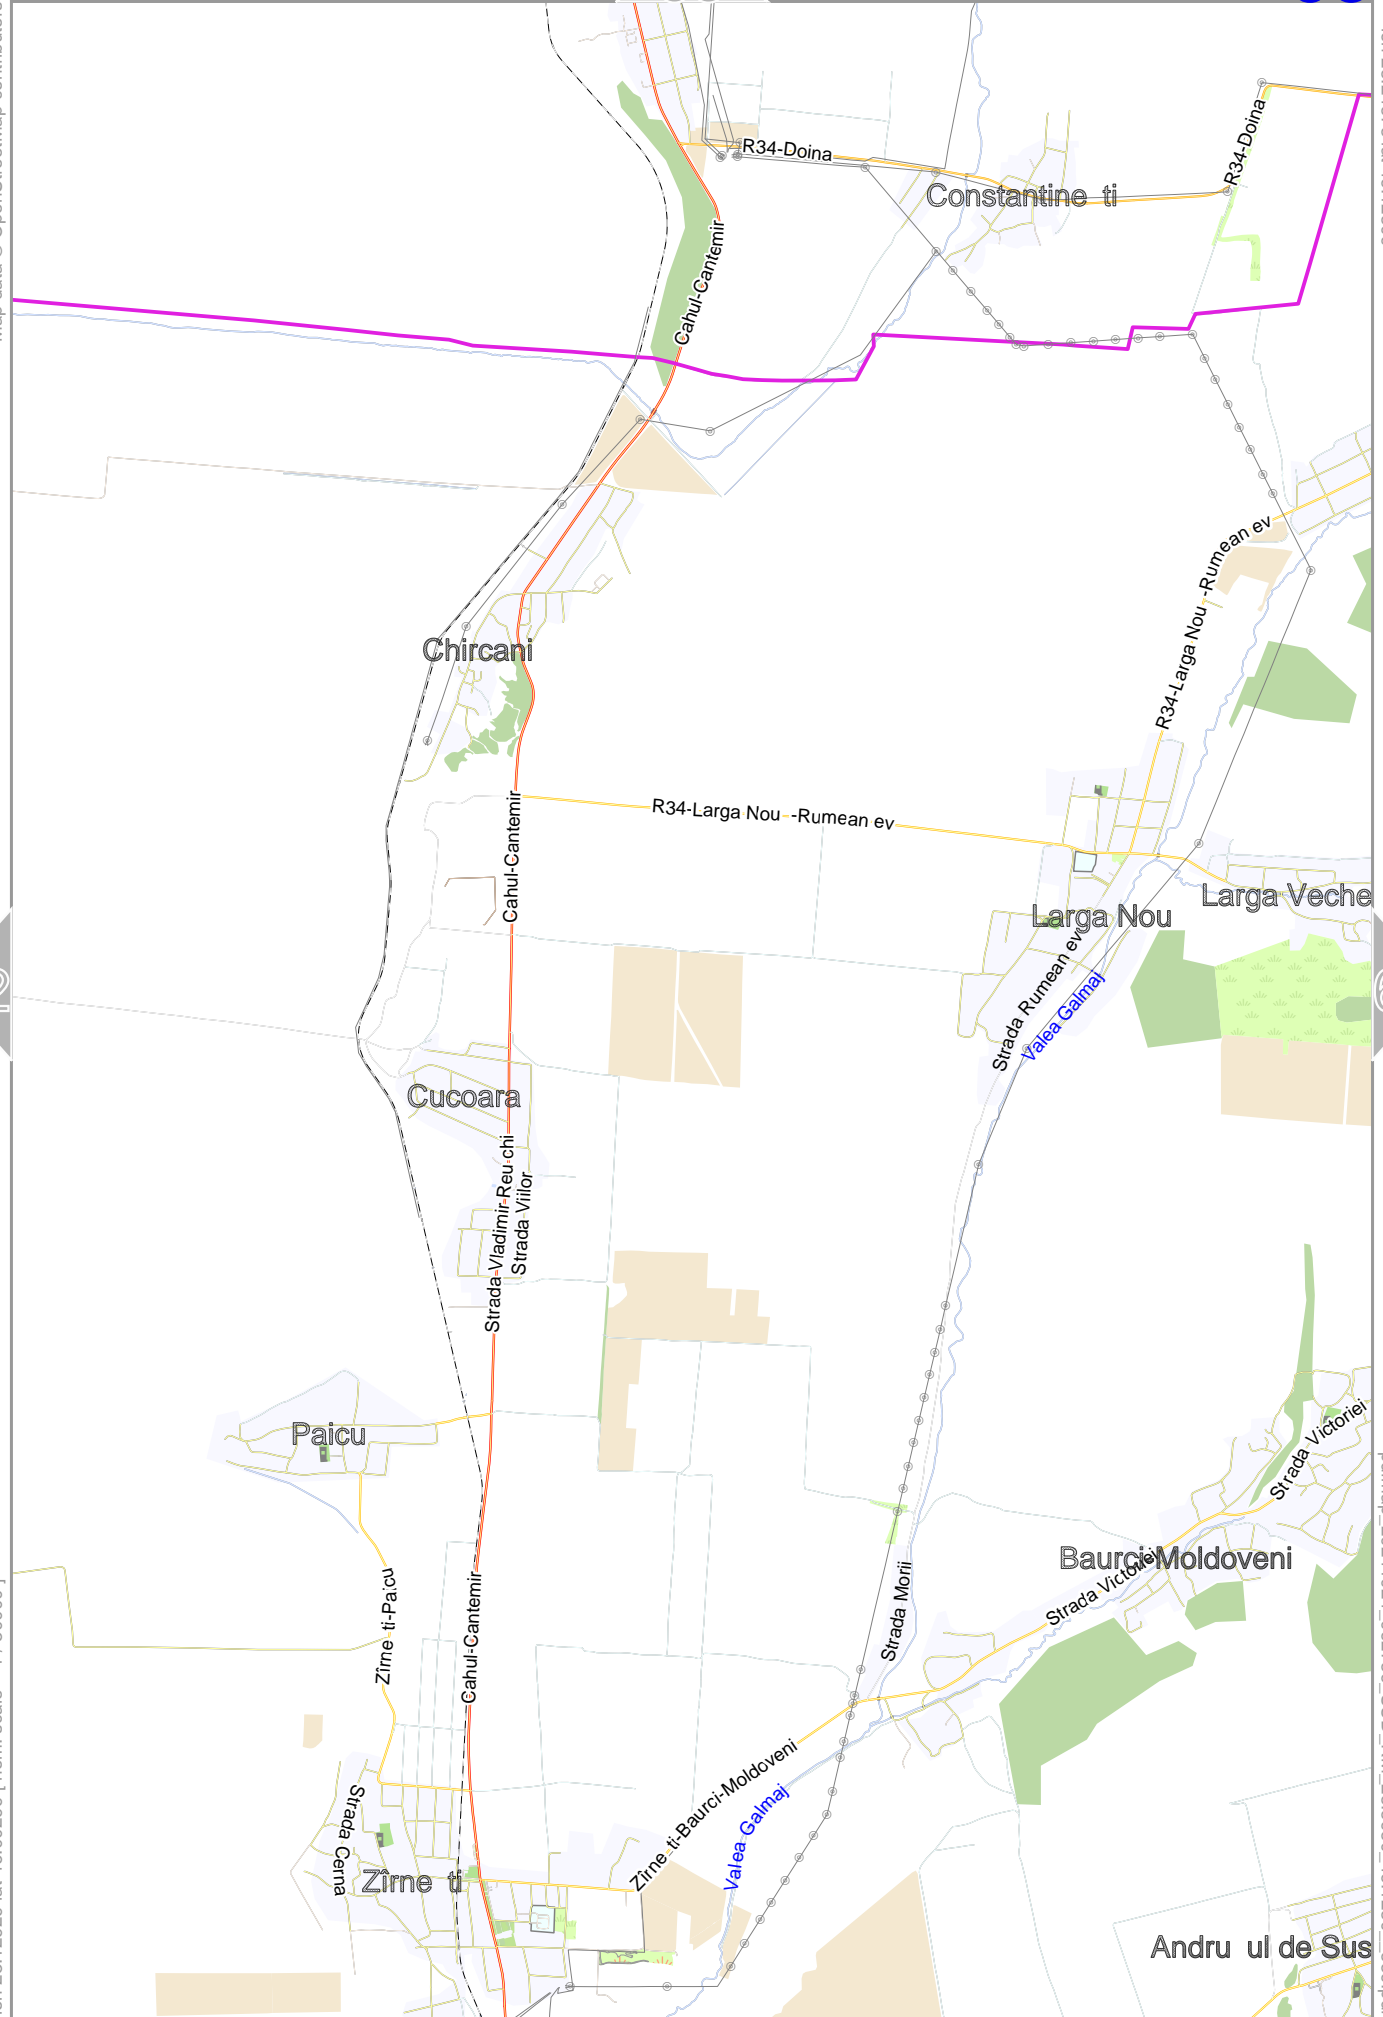 R34-Doina
R34-Doina
Constantine ti
Cahul-Cantemir
R34-Larga Nou -Rumean ev
Chircani
R34-Larga Nou -Rumean ev
Cahul-Cantemir
Larga Veche
Larga Nou
Strada Rumean ev
Valea Galmaj
Cucoara
Strada Vladimir Reu chi
Strada Viilor
Paicu
Strada Victoriei
Baurci Moldoveni
Strada Victoriei
Zîrne ti-Paicu
Cahul-Cantemir
Strada Morii
Zîrne ti-Baurci-Moldoveni
Valea Galmaj
Strada Cerna
Zîrne ti
Andru ul de Sus